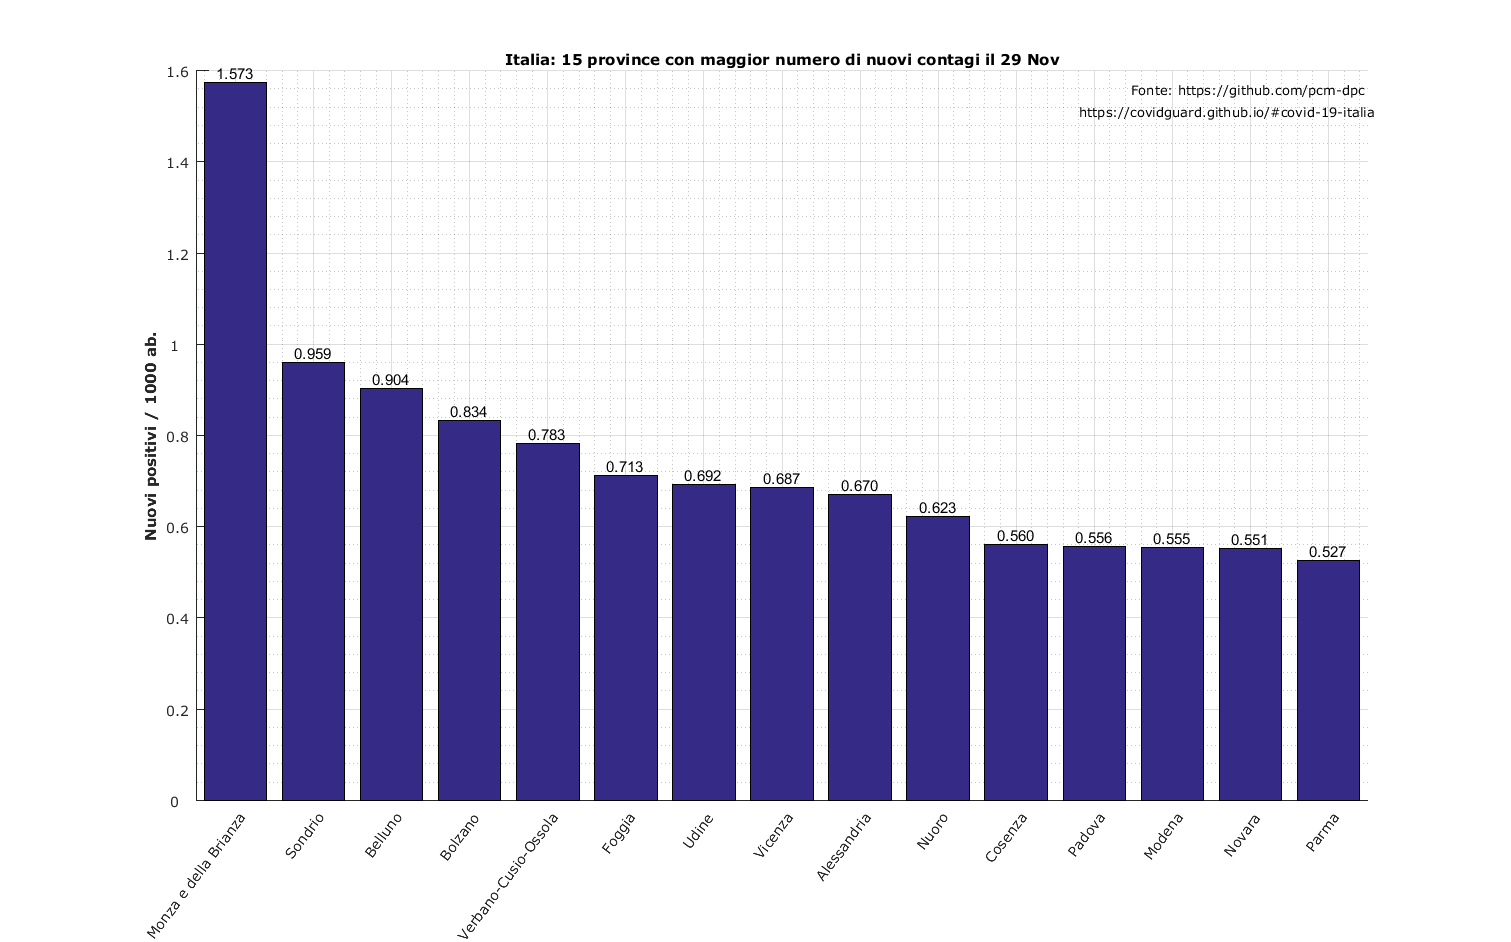 Italia: 15 province con maggior numero di nuovi contagi il 29 Nov
Fonte: https://github.com/pcm-dpc
https://covidguard.github.io/#covid-19-italia
Nuovi positivi / 1000 ab.
1.6
1.4
1.2
1
0.8
0.6
0.4
0.2
0
1.573
0.959
0.904
0.834
0.783
0.713
0.692
0.687
0.670
0.623
0.560
0.556
0.555
0.551
0.527
Monza e della Brianza
Sondrio
Belluno
Bolzano
Verbano-Cusio-Ossola
Foggia
Udine
Vicenza
Alessandria
Nuoro
Cosenza
Padova
Modena
Novara
Parma